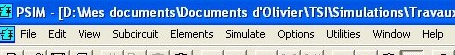 PSIM - [D:\Mes documents\Documents d'Olivier\TSI\Simulations\Travaux
File Edit View Subcircuit Elements Simulate Options Utilities Window Help